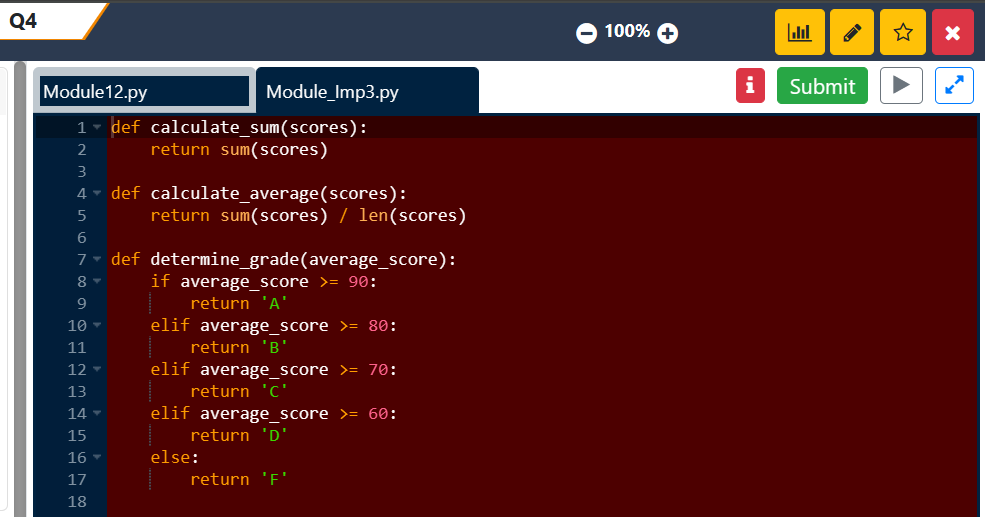 Q4
100%
Module12.py
Module_Imp3.py
Submit
1 def calculate_sum(scores):
2     return sum(scores)
3
4 def calculate_average(scores):
5     return sum(scores) / len(scores)
6
7 def determine_grade(average_score):
8     if average_score >= 90:
9         return 'A'
10     elif average_score >= 80:
11         return 'B'
12     elif average_score >= 70:
13         return 'C'
14     elif average_score >= 60:
15         return 'D'
16     else:
17         return 'F'
18